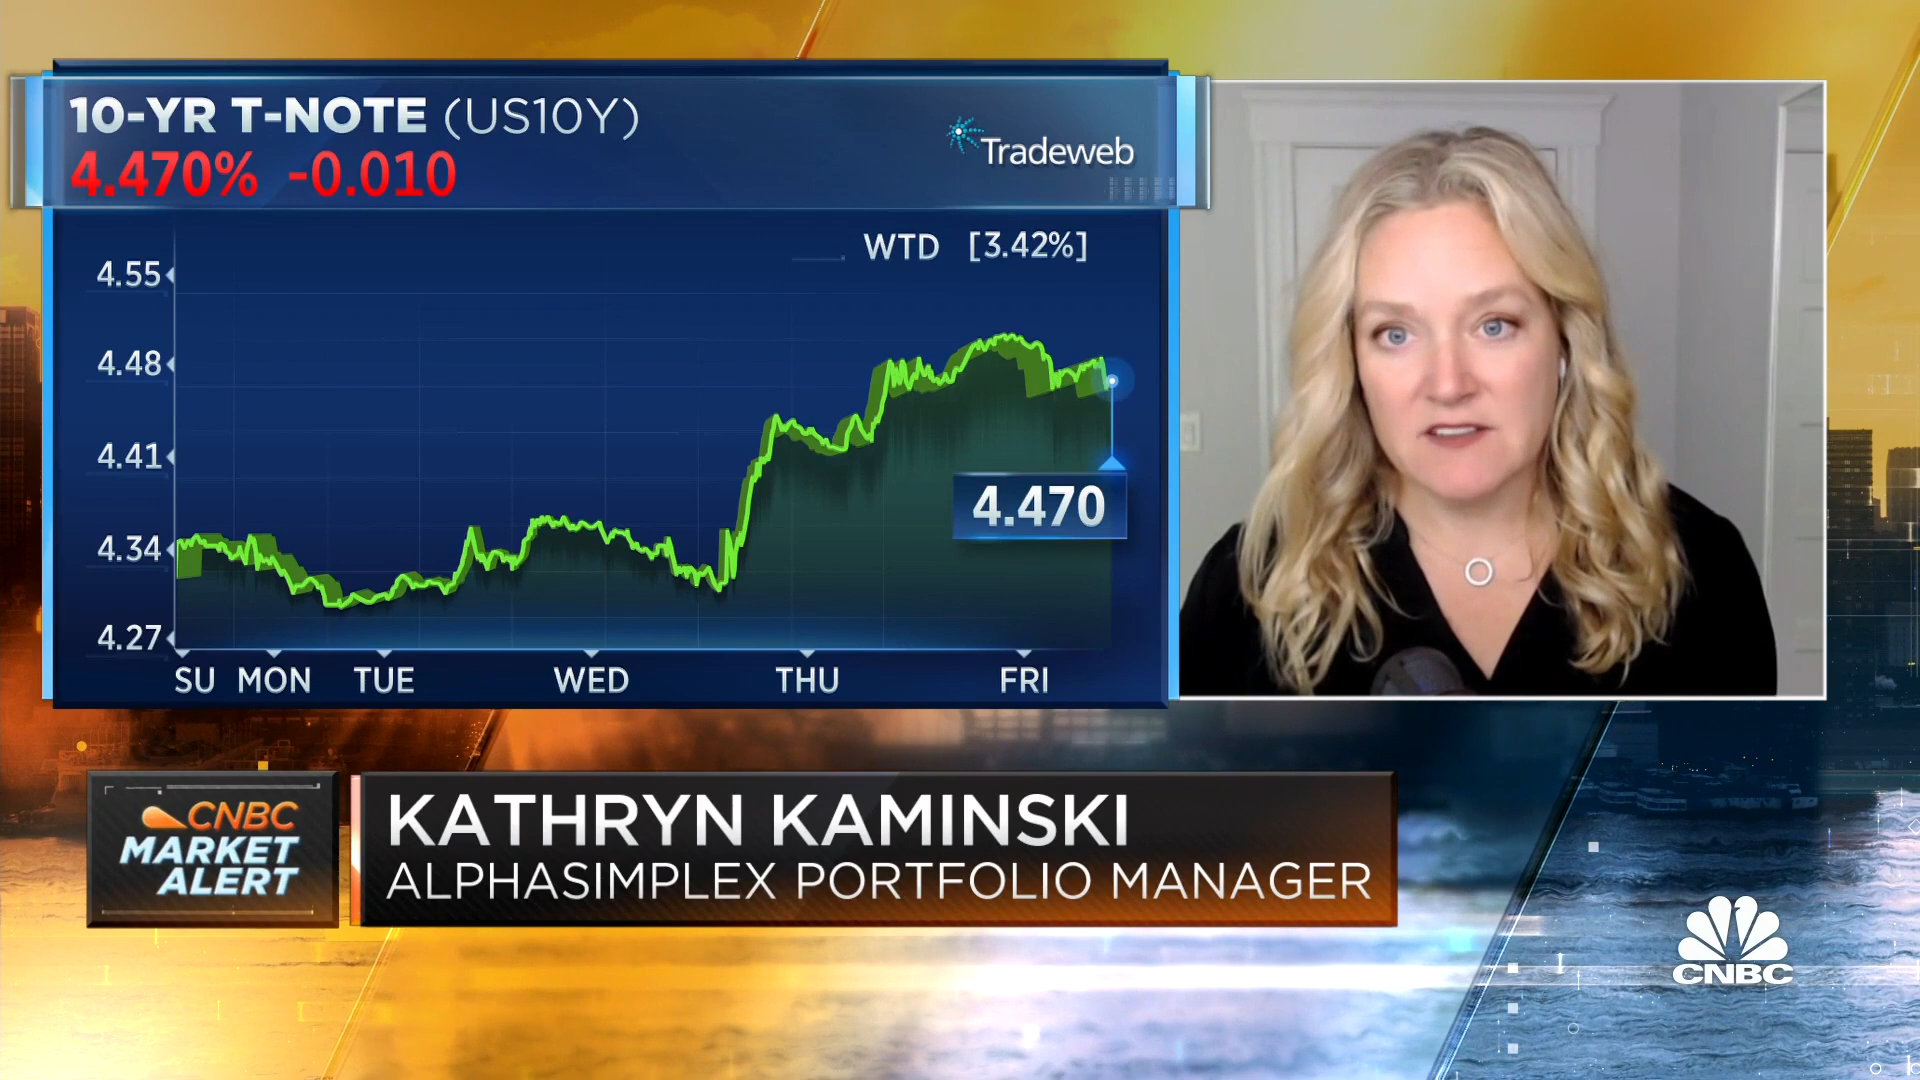 10-YR T-NOTE (US10Y)
4.470% -0.010
Tradeweb
WTD [3.42%]
4.55
4.48
4.41
4.34
4.27
4.470
SU MON TUE WED THU FRI
CNBC
MARKET
ALERT
KATHRYN KAMINSKI
ALPHASIMPLEX PORTFOLIO MANAGER
CNBC